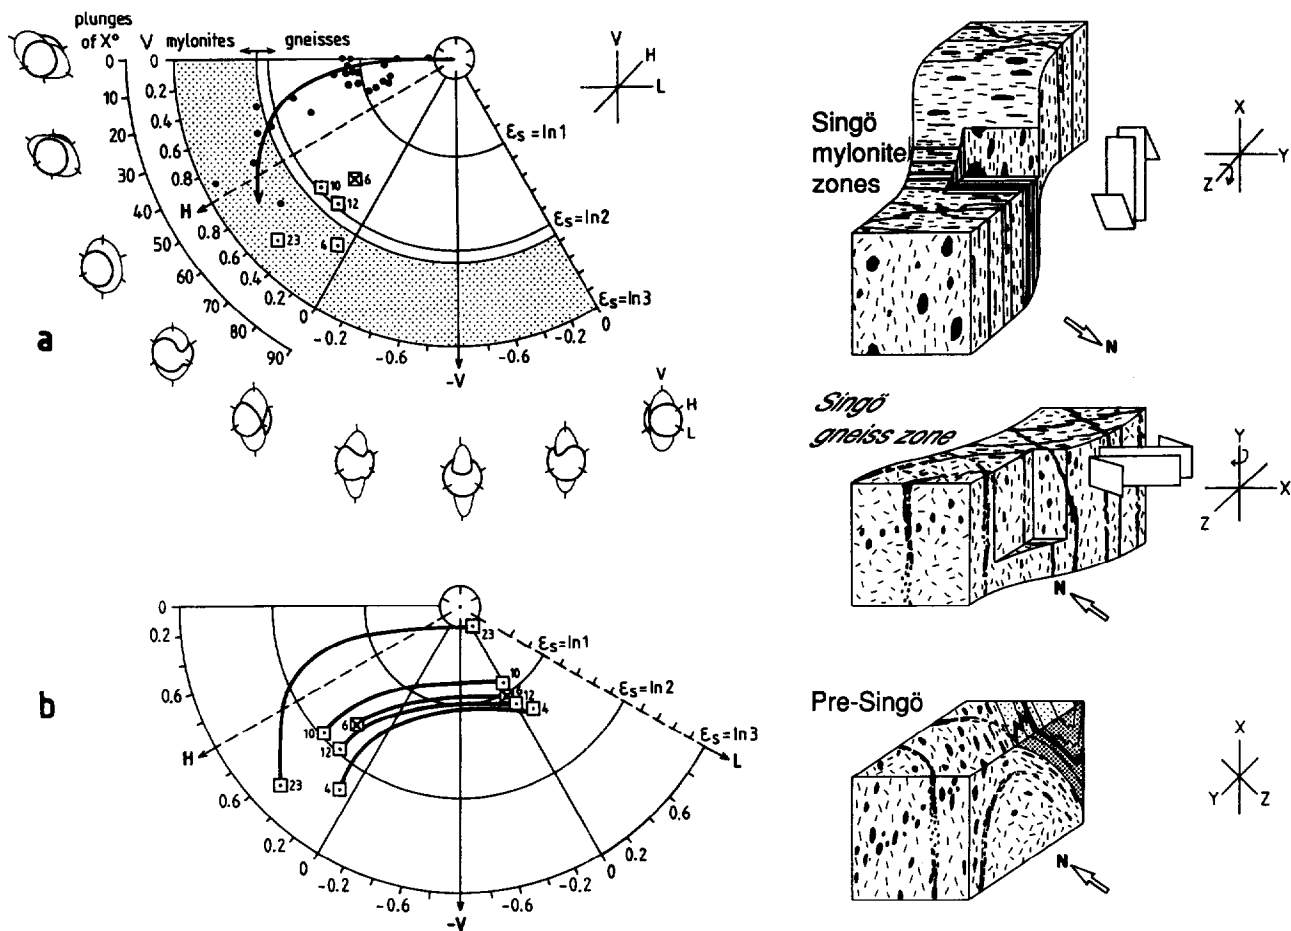 plunges of X°
V mylonites gneisses
0
10
20
30
40
50
60
70
80
90
0
0.2
0.4
0.6
0.8
H
0.8
0.6
0.4
0.2
0
-0.2
-0.6
-V
-0.6
-0.2
0
εs=ln1
εs=ln2
εs=ln3
10
6
12
23
4
V
H
L
a
V
H
L
0
0.2
0.6
H
0.6
0.2
0
-0.2
-0.6
-V
-0.6
-0.2
0
0.2
0.6
L
εs=ln1
εs=ln2
εs=ln3
23
10
6
12
4
10
6
12
4
23
b
Singö
mylonite
zones
X
Y
Z
N
Singö
gneiss zone
Y
X
Z
N
Pre-Singö
X
Y
Z
N